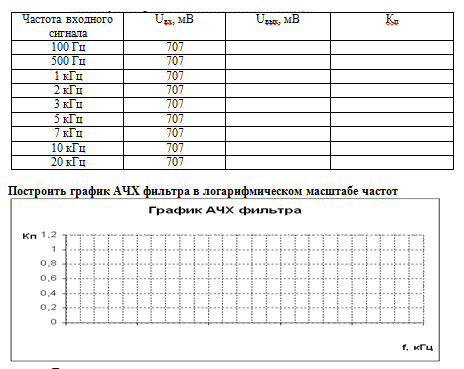 Частота входного сигнала Uвх, мВ Uвых, мВ Кп
100 Гц 707
500 Гц 707
1 кГц 707
2 кГц 707
3 кГц 707
5 кГц 707
7 кГц 707
10 кГц 707
20 кГц 707
Построить график АЧХ фильтра в логарифмическом масштабе частот
График АЧХ фильтра
Кп 1,2
1
0,8
0,6
0,4
0,2
0
f, кГц